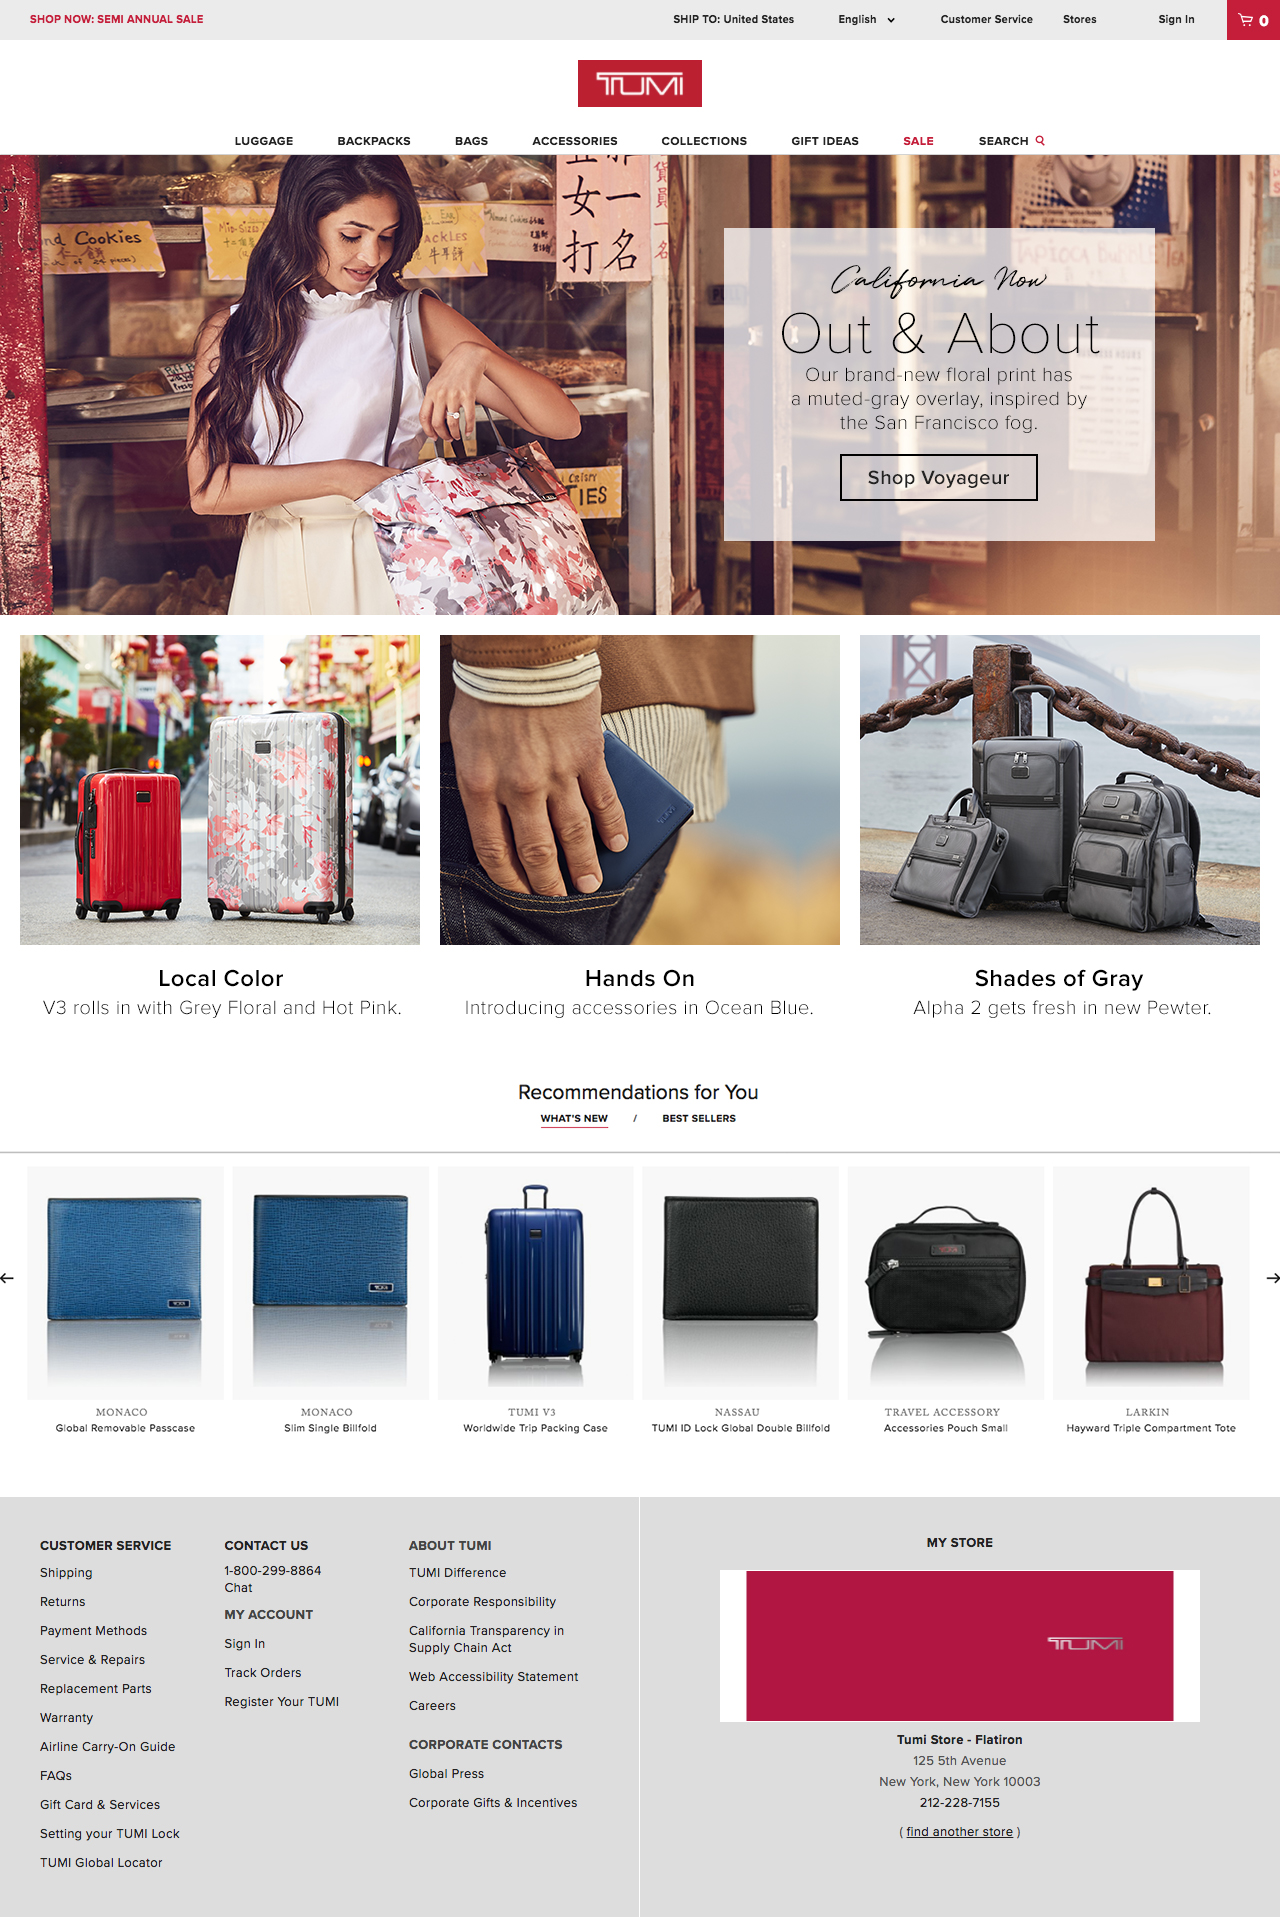 SHOP NOW: SEMI ANNUAL SALE
SHIP TO: United States
English
Customer Service
Stores
Sign In
0
TUMI
LUGGAGE
BACKPACKS
BAGS
ACCESSORIES
COLLECTIONS
GIFT IDEAS
SALE
SEARCH
Cookies
女一
打名
TAPIOCA
California Now
Out & About
Our brand-new floral print has
a muted-gray overlay, inspired by
the San Francisco fog.
Shop Voyageur
Local Color
V3 rolls in with Grey Floral and Hot Pink.
Hands On
Introducing accessories in Ocean Blue.
Shades of Gray
Alpha 2 gets fresh in new Pewter.
Recommendations for You
WHAT'S NEW / BEST SELLERS
MONACO
Global Removable Passcase
MONACO
Slim Single Billfold
TUMI V3
Worldwide Trip Packing Case
NASSAU
TUMI ID Lock Global Double Billfold
TRAVEL ACCESSORY
Accessories Pouch Small
LARKIN
Hayward Triple Compartment Tote
CUSTOMER SERVICE
Shipping
Returns
Payment Methods
Service & Repairs
Replacement Parts
Warranty
Airline Carry-On Guide
FAQs
Gift Card & Services
Setting your TUMI Lock
TUMI Global Locator
CONTACT US
1-800-299-8864
Chat
MY ACCOUNT
Sign In
Track Orders
Register Your TUMI
ABOUT TUMI
TUMI Difference
Corporate Responsibility
California Transparency in
Supply Chain Act
Web Accessibility Statement
Careers
CORPORATE CONTACTS
Global Press
Corporate Gifts & Incentives
MY STORE
TUMI
Tumi Store - Flatiron
125 5th Avenue
New York, New York 10003
212-228-7155
( find another store )